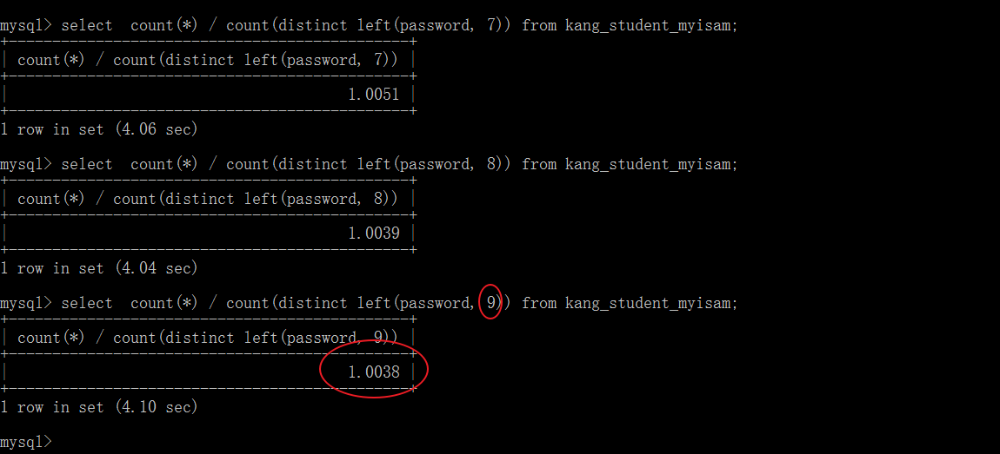 mysql> select  count(*) / count(distinct left(password, 7)) from kang_student_myisam;
+----------------------------------------------+
| count(*) / count(distinct left(password, 7)) |
+----------------------------------------------+
|                                       1.0051 |
+----------------------------------------------+
1 row in set (4.06 sec)
mysql> select  count(*) / count(distinct left(password, 8)) from kang_student_myisam;
+----------------------------------------------+
| count(*) / count(distinct left(password, 8)) |
+----------------------------------------------+
|                                       1.0039 |
+----------------------------------------------+
1 row in set (4.04 sec)
mysql> select  count(*) / count(distinct left(password, 9)) from kang_student_myisam;
+----------------------------------------------+
| count(*) / count(distinct left(password, 9)) |
+----------------------------------------------+
|                                       1.0038 |
+----------------------------------------------+
1 row in set (4.10 sec)
mysql>